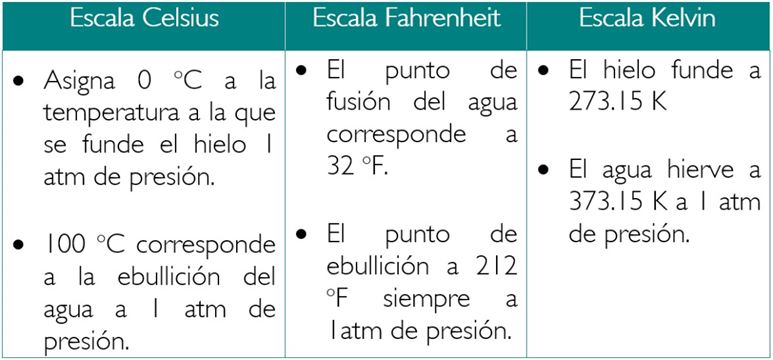 Escala Celsius
Escala Fahrenheit
Escala Kelvin
• Asigna 0 °C a la
temperatura a la que
se funde el hielo 1
atm de presión.
• 100 °C corresponde
a la ebullición del
agua a 1 atm de
presión.
• El punto de
fusión del agua
corresponde a
32 °F.
• El punto de
ebullición a 212
°F siempre a
1atm de presión.
• El hielo funde a
273.15 K
• El agua hierve a
373.15 K a 1 atm
de presión.